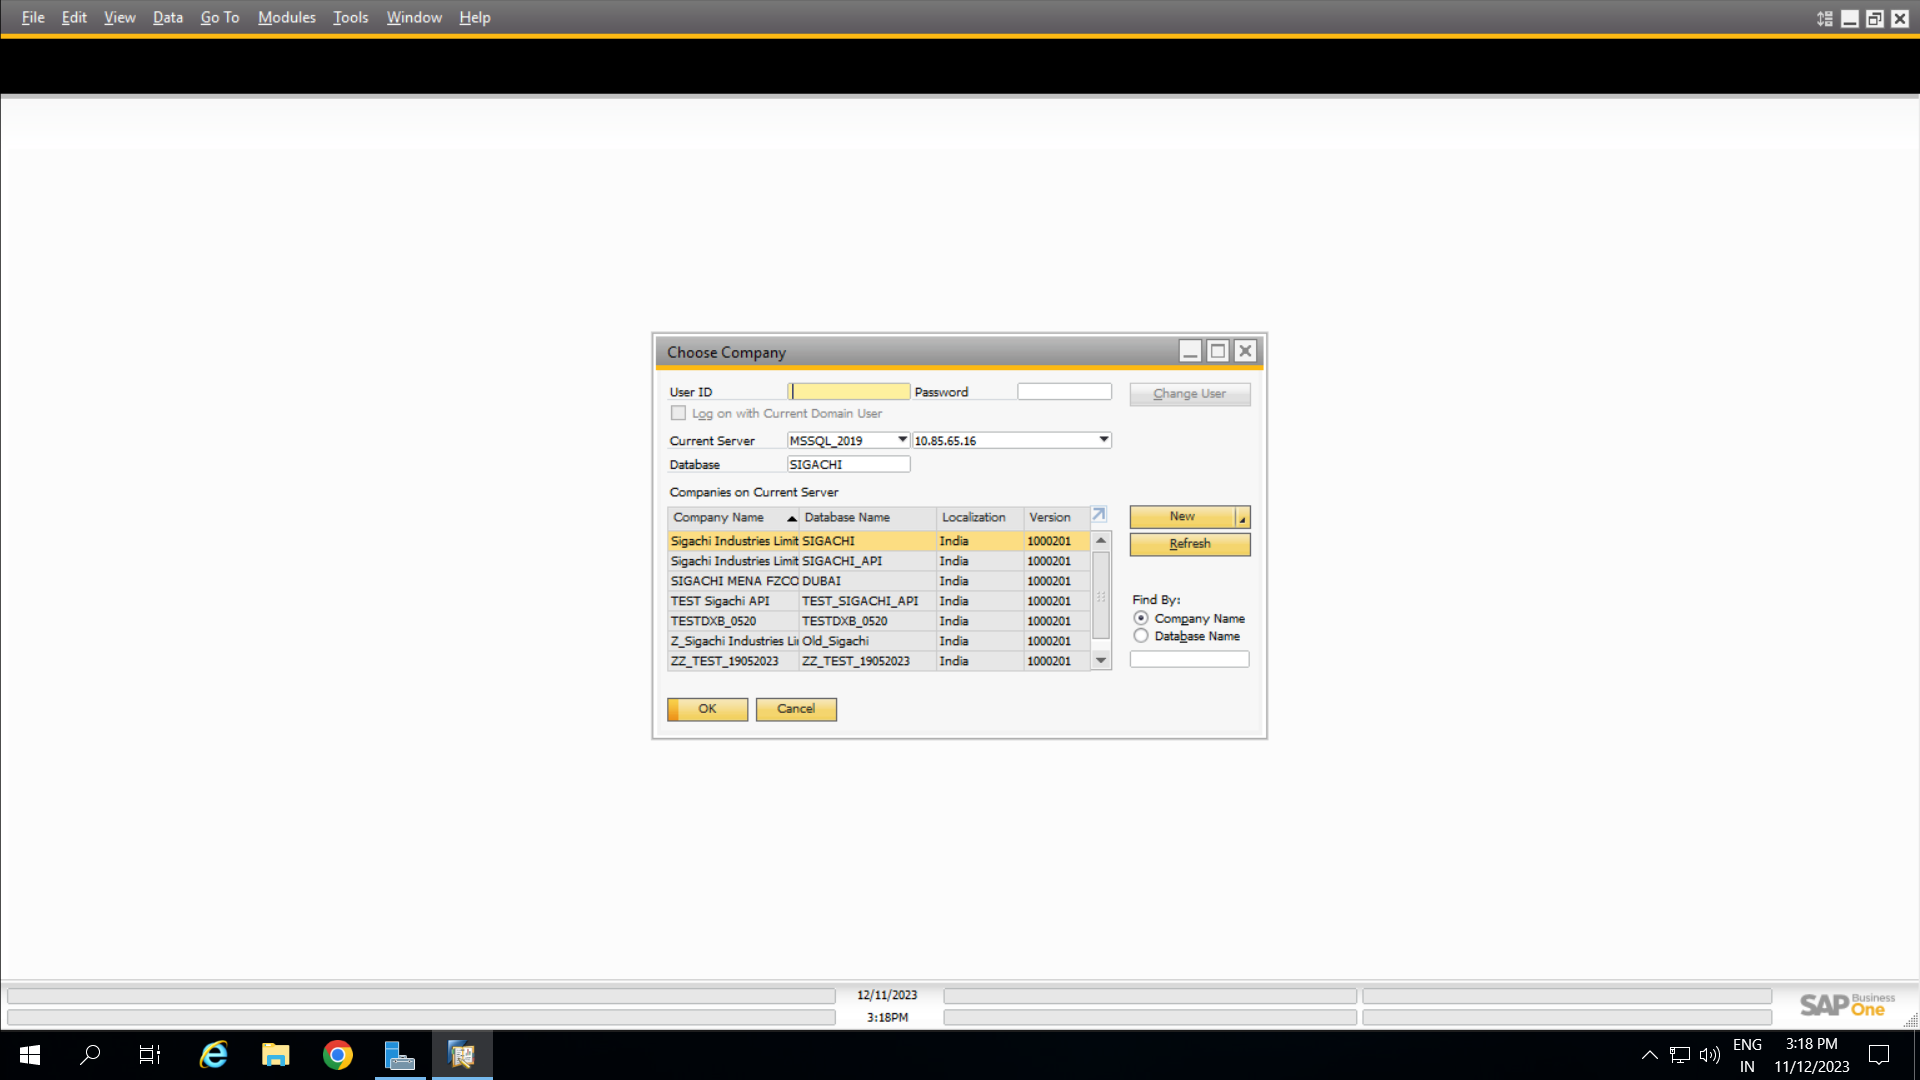 File Edit View Data Go To Modules Tools Window Help
Choose Company
User ID Password Change User
Log on with Current Domain User
Current Server MSSQL_2019 10.85.65.16
Database SIGACHI
Companies on Current Server
Company Name Database Name Localization Version New
Sigachi Industries Limit SIGACHI India 1000201 Refresh
Sigachi Industries Limit SIGACHI_API India 1000201
SIGACHI MENA FZCO DUBAI India 1000201
TEST Sigachi API TEST_SIGACHI_API India 1000201 Find By:
TESTDXB_0520 TESTDXB_0520 India 1000201 Company Name
Z_Sigachi Industries Li Old_Sigachi India 1000201 Database Name
ZZ_TEST_19052023 ZZ_TEST_19052023 India 1000201
OK Cancel
12/11/2023
3:18PM
SAP Business One
ENG 3:18 PM
IN 11/12/2023